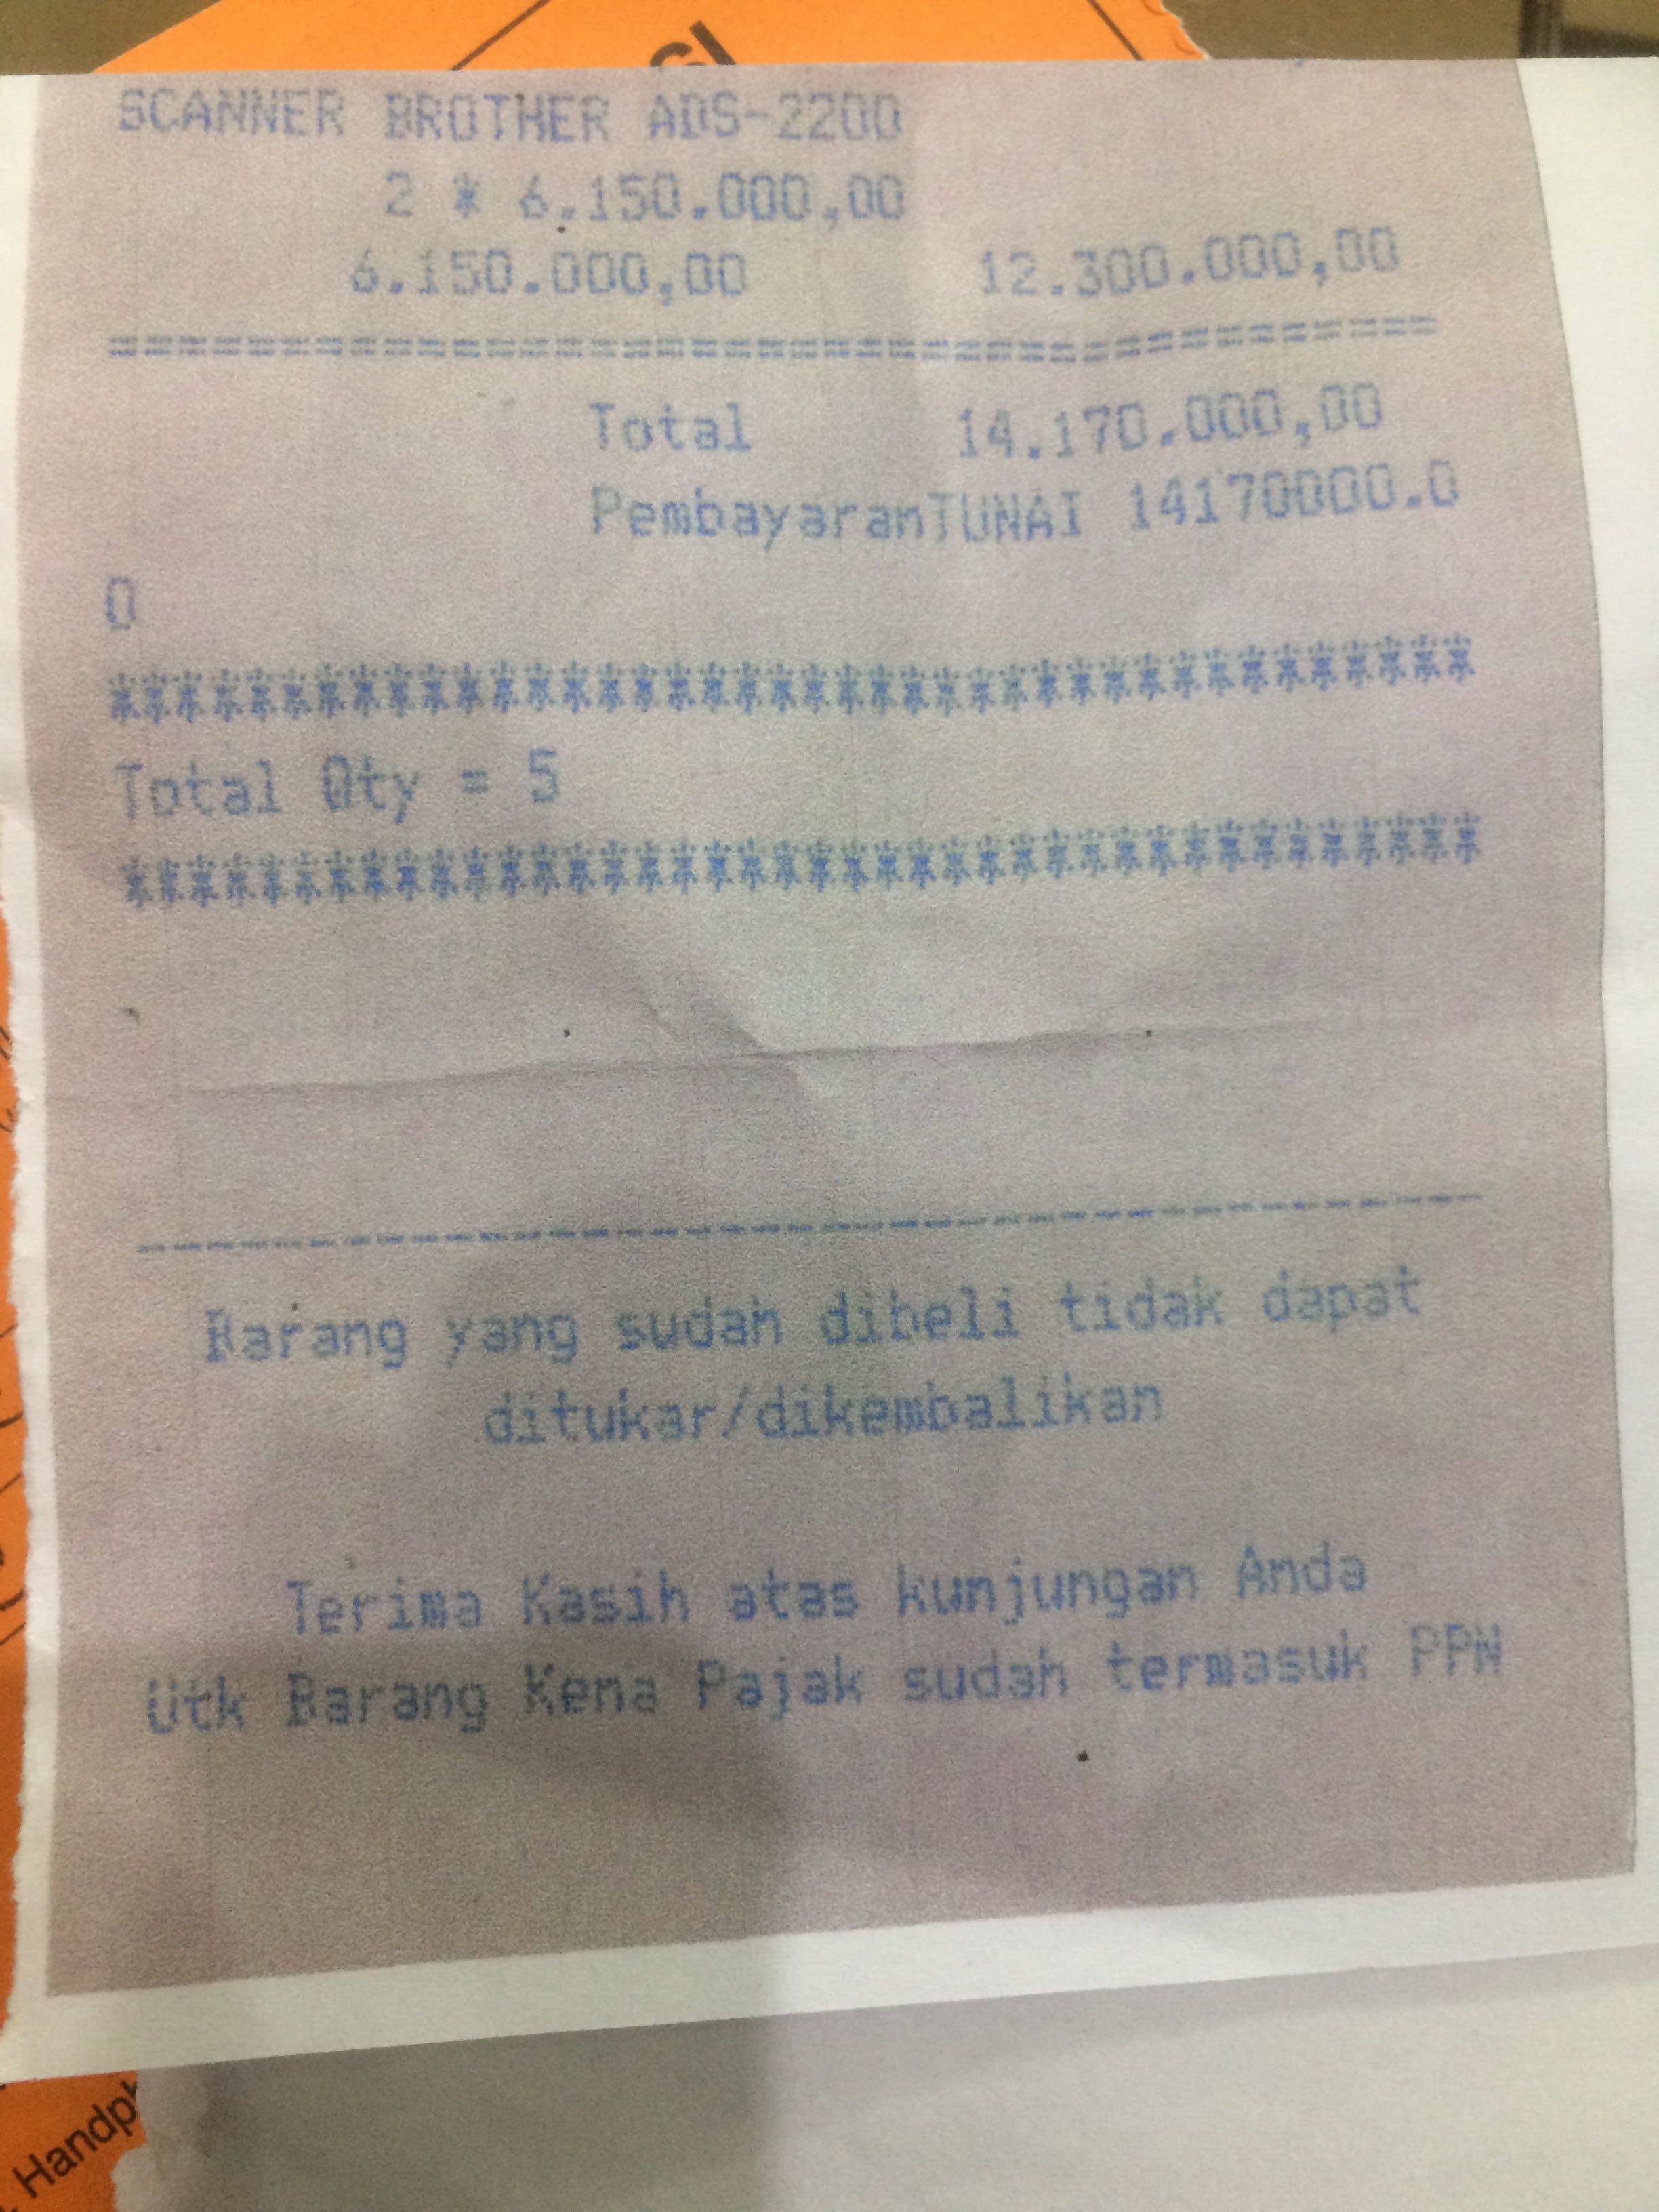 SCANNER BROTHER ADS-2200
2 * 6.150.000,00
6.150.000,00 12.300.000,00
======================================
Total 14.170.000,00
PembayaranTUNAI 14170000.0
0
***************************************
Total Qty = 5
***************************************
---------------------------------------
Barang yang sudah dibeli tidak dapat
ditukar/dikembalikan
Terima Kasih atas kunjungan Anda
Utk Barang Kena Pajak sudah termasuk PPN